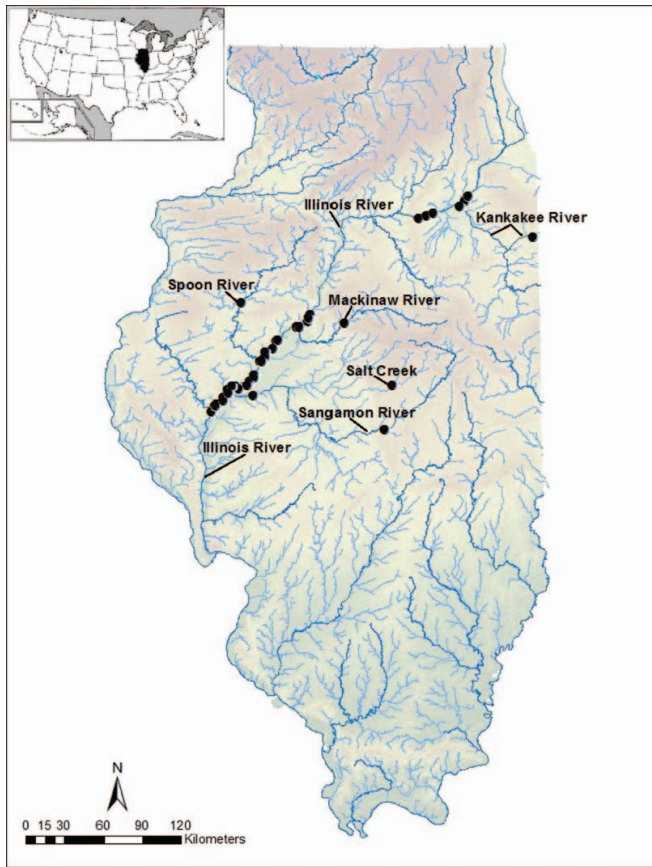 Illinois River
Kankakee River
Spoon River
Mackinaw River
Salt Creek
Sangamon River
Illinois River
N
0 15 30 60 90 120
Kilometers